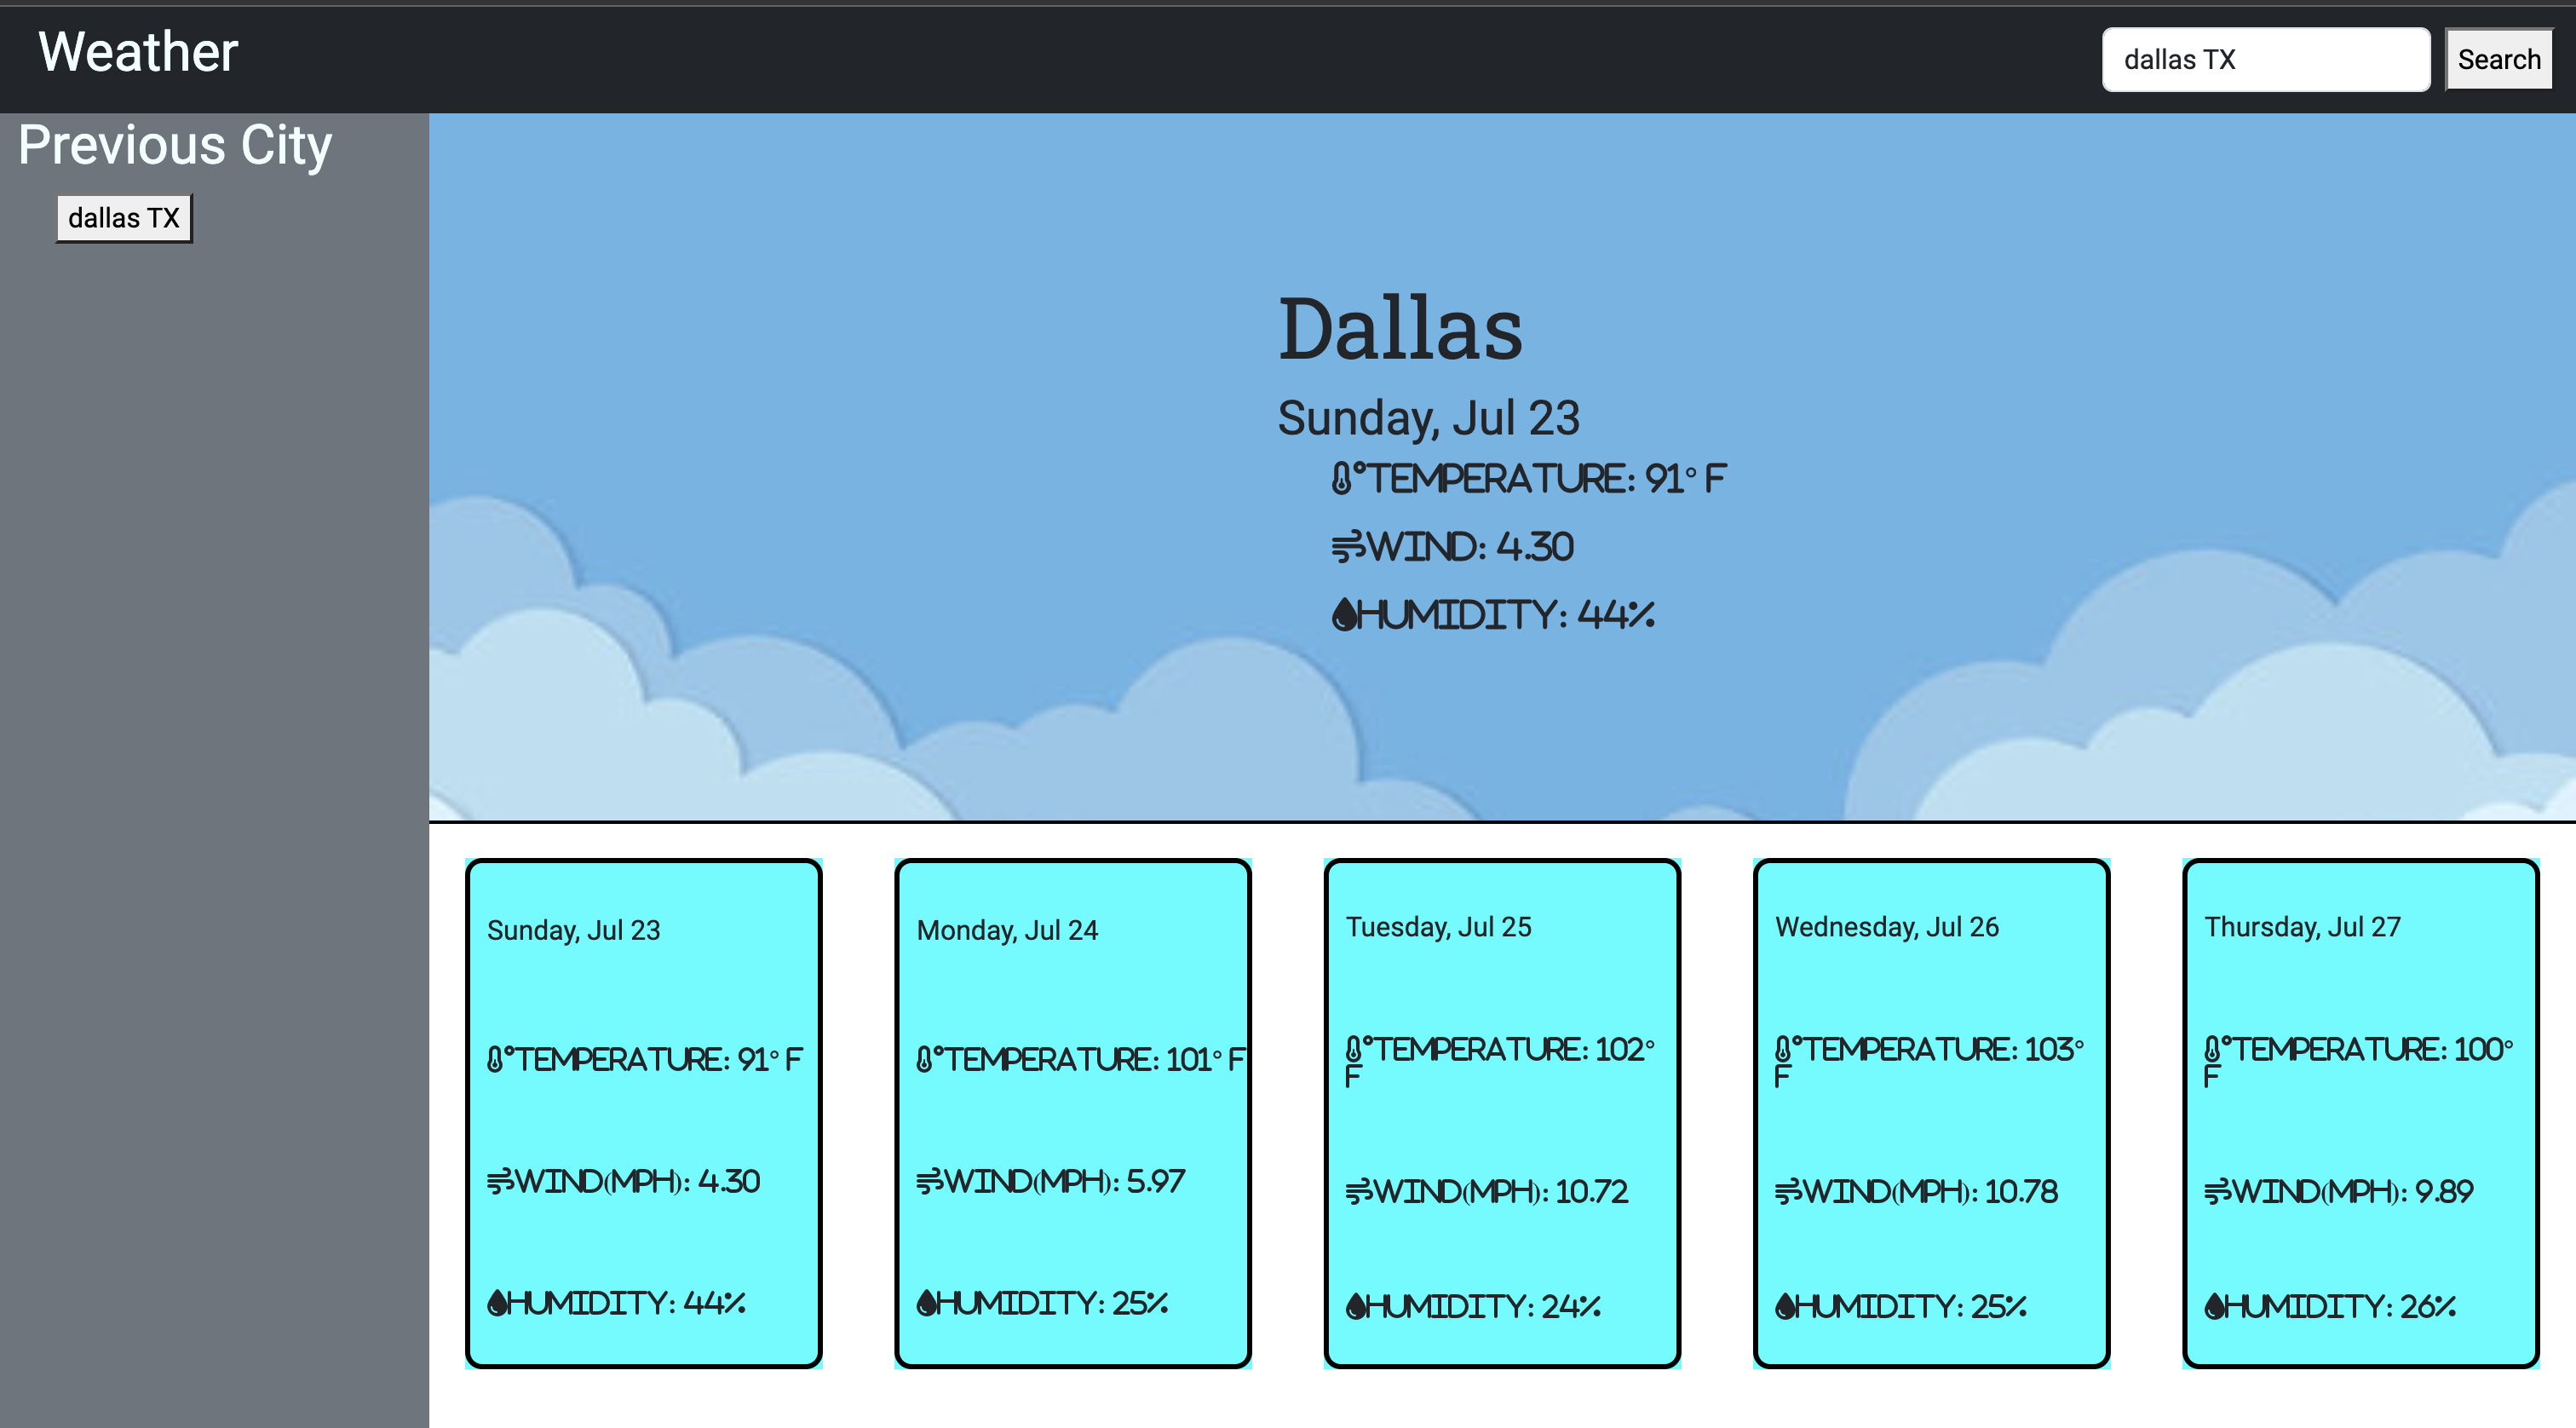 Weather
dallas TX
Search
Previous City
dallas TX
Dallas
Sunday, Jul 23
TEMPERATURE: 91° F
WIND: 4.30
HUMIDITY: 44%
Sunday, Jul 23
TEMPERATURE: 91° F
WIND(MPH): 4.30
HUMIDITY: 44%
Monday, Jul 24
TEMPERATURE: 101° F
WIND(MPH): 5.97
HUMIDITY: 25%
Tuesday, Jul 25
TEMPERATURE: 102°
F
WIND(MPH): 10.72
HUMIDITY: 24%
Wednesday, Jul 26
TEMPERATURE: 103°
F
WIND(MPH): 10.78
HUMIDITY: 25%
Thursday, Jul 27
TEMPERATURE: 100°
F
WIND(MPH): 9.89
HUMIDITY: 26%